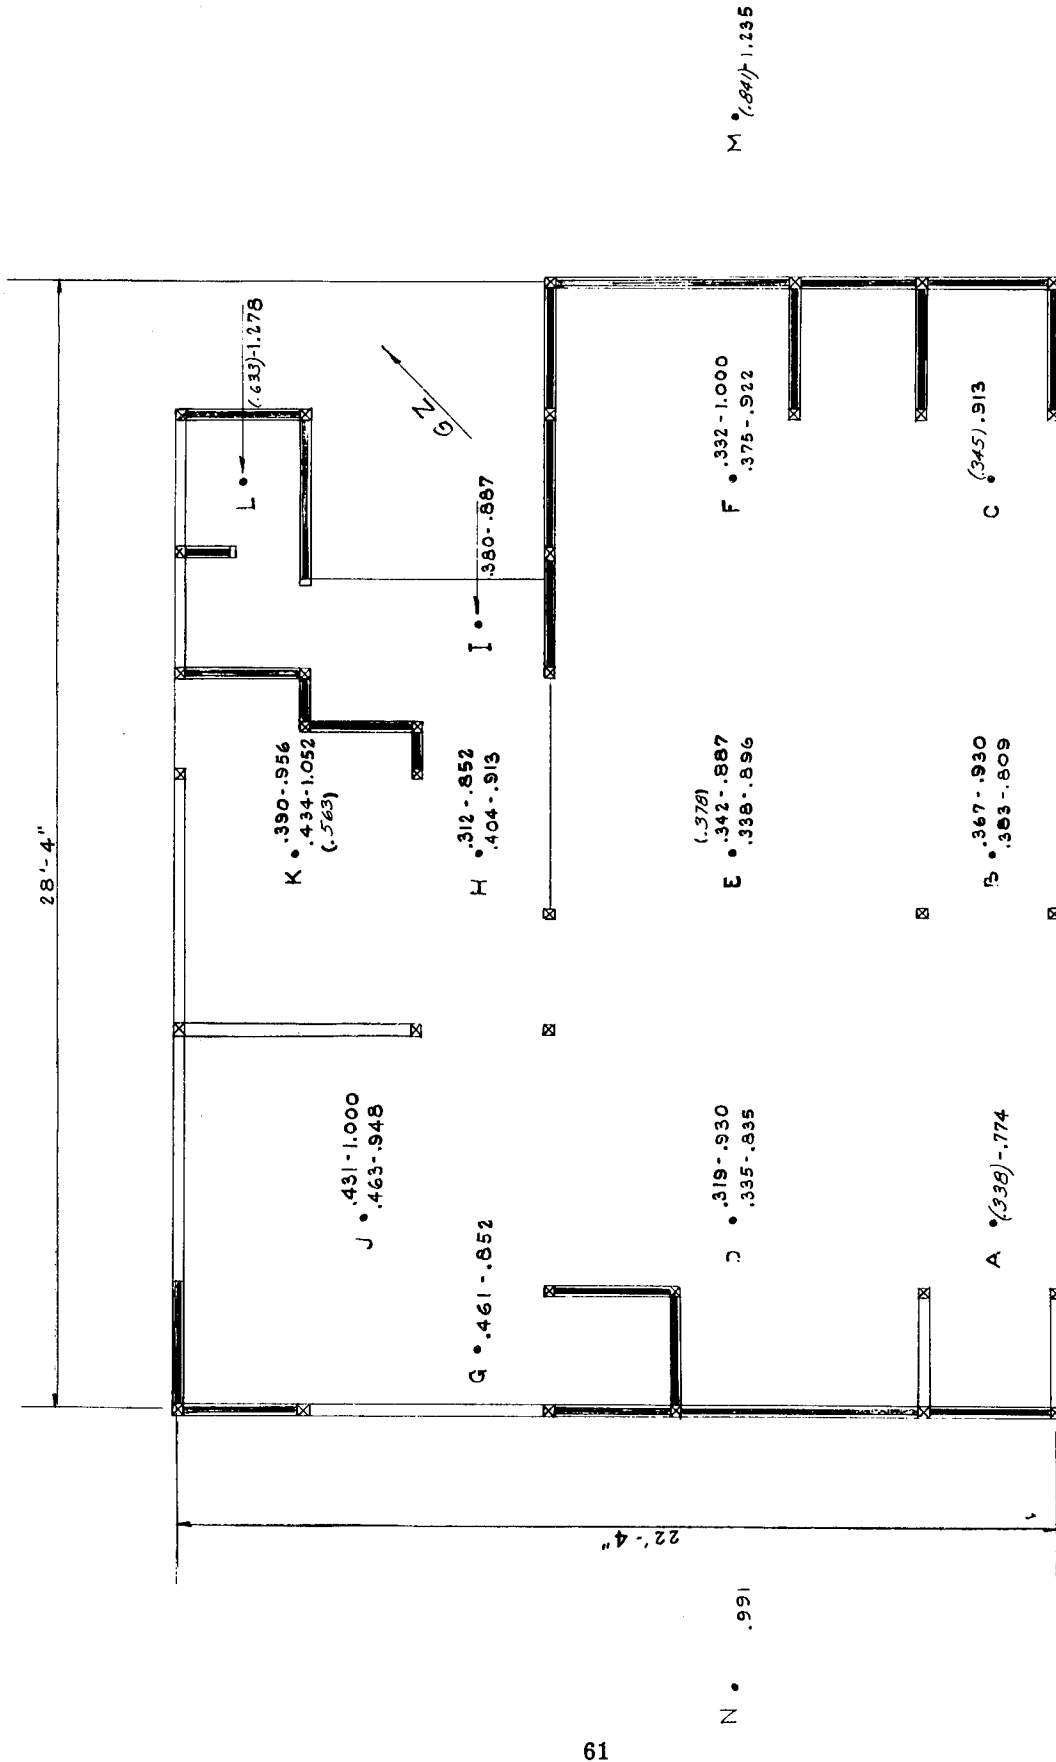 28'-4"
22'-4"
GN
M (.841)-1.235
L (.633)-1.278
I .380-.887
F .332-1.000
.375-.922
C (.345).913
K .390-.956
.434-1.052
(.563)
H .312-.852
.404-.913
(.378)
E .342-.887
.338-.896
B .367-.930
.383-.809
J .431-1.000
.463-.948
G .461-.852
D .319-.930
.335-.835
A (.338)-.774
N .991
61